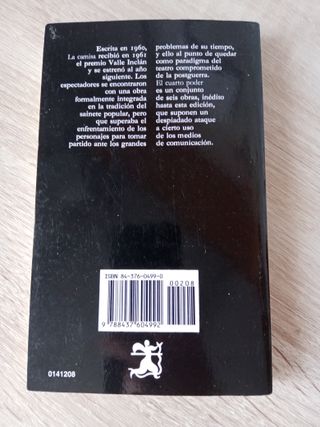 Escrita en 1960,
La camisa recibió en 1961
el premio Valle Inclán
y se estrenó al año
siguiente. Los
espectadores se encontraron
con una obra
formalmente integrada
en la tradición del
sainete popular, pero
que superaba el
enfrentamiento de los
personajes para tomar
partido ante los grandes
problemas de su tiempo,
y ello al punto de quedar
como paradigma del
teatro comprometido
de la postguerra.
El cuarto poder
es un conjunto
de seis obras, inédito
hasta esta edición,
que suponen un
despiadado ataque
a cierto uso
de los medios
de comunicación.
ISBN 84-376-0499-0
00208
9 788437 604992
0141208